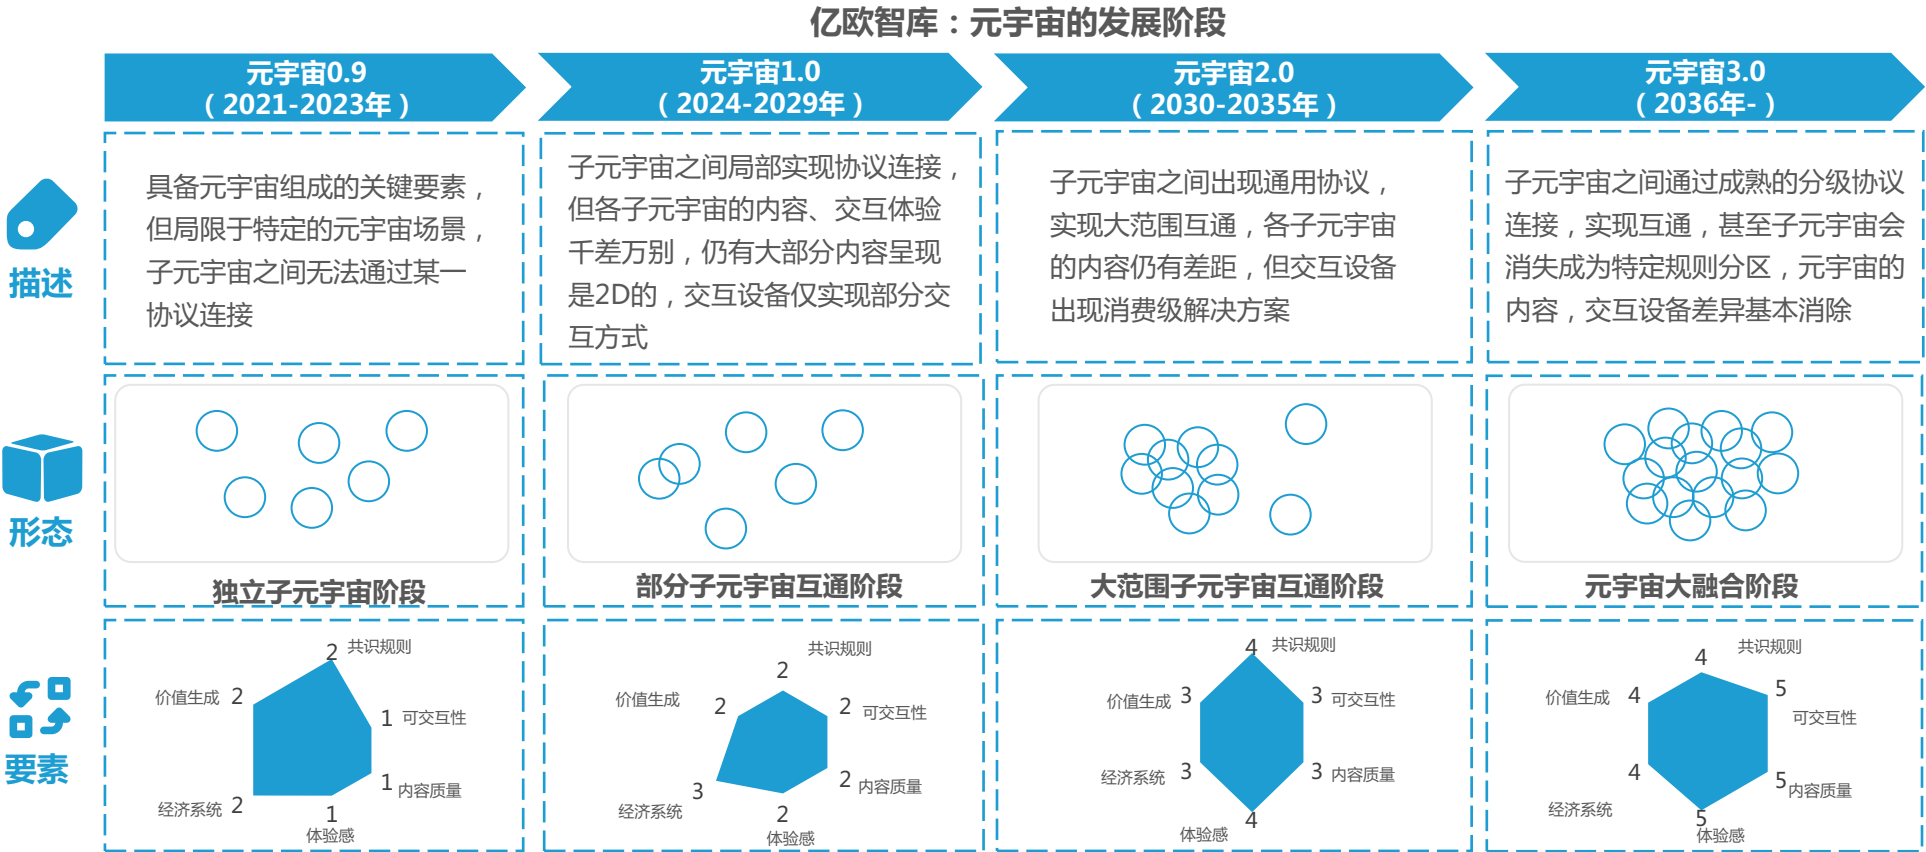 亿欧智库：元宇宙的发展阶段
元宇宙0.9
（2021-2023年）
元宇宙1.0
（2024-2029年）
元宇宙2.0
（2030-2035年）
元宇宙3.0
（2036年-）
描述
具备元宇宙组成的关键要素，
但局限于特定的元宇宙场景，
子元宇宙之间无法通过某一
协议连接
子元宇宙之间局部实现协议连接，
但各子元宇宙的内容、交互体验
千差万别，仍有大部分内容呈现
是2D的，交互设备仅实现部分交
互方式
子元宇宙之间出现通用协议，
实现大范围互通，各子元宇宙
的内容仍有差距，但交互设备
出现消费级解决方案
子元宇宙之间通过成熟的分级协议
连接，实现互通，甚至子元宇宙会
消失成为特定规则分区，元宇宙的
内容，交互设备差异基本消除
形态
独立子元宇宙阶段
部分子元宇宙互通阶段
大范围子元宇宙互通阶段
元宇宙大融合阶段
要素
2 共识规则
价值生成 2
1 可交互性
1 内容质量
经济系统 2
1
体验感
共识规则
2
价值生成 2
2 可交互性
2 内容质量
3
经济系统
2
体验感
4 共识规则
价值生成 3
3 可交互性
经济系统 3
3 内容质量
4
体验感
共识规则
4
价值生成 4
5
可交互性
4
经济系统
5 内容质量
5
体验感